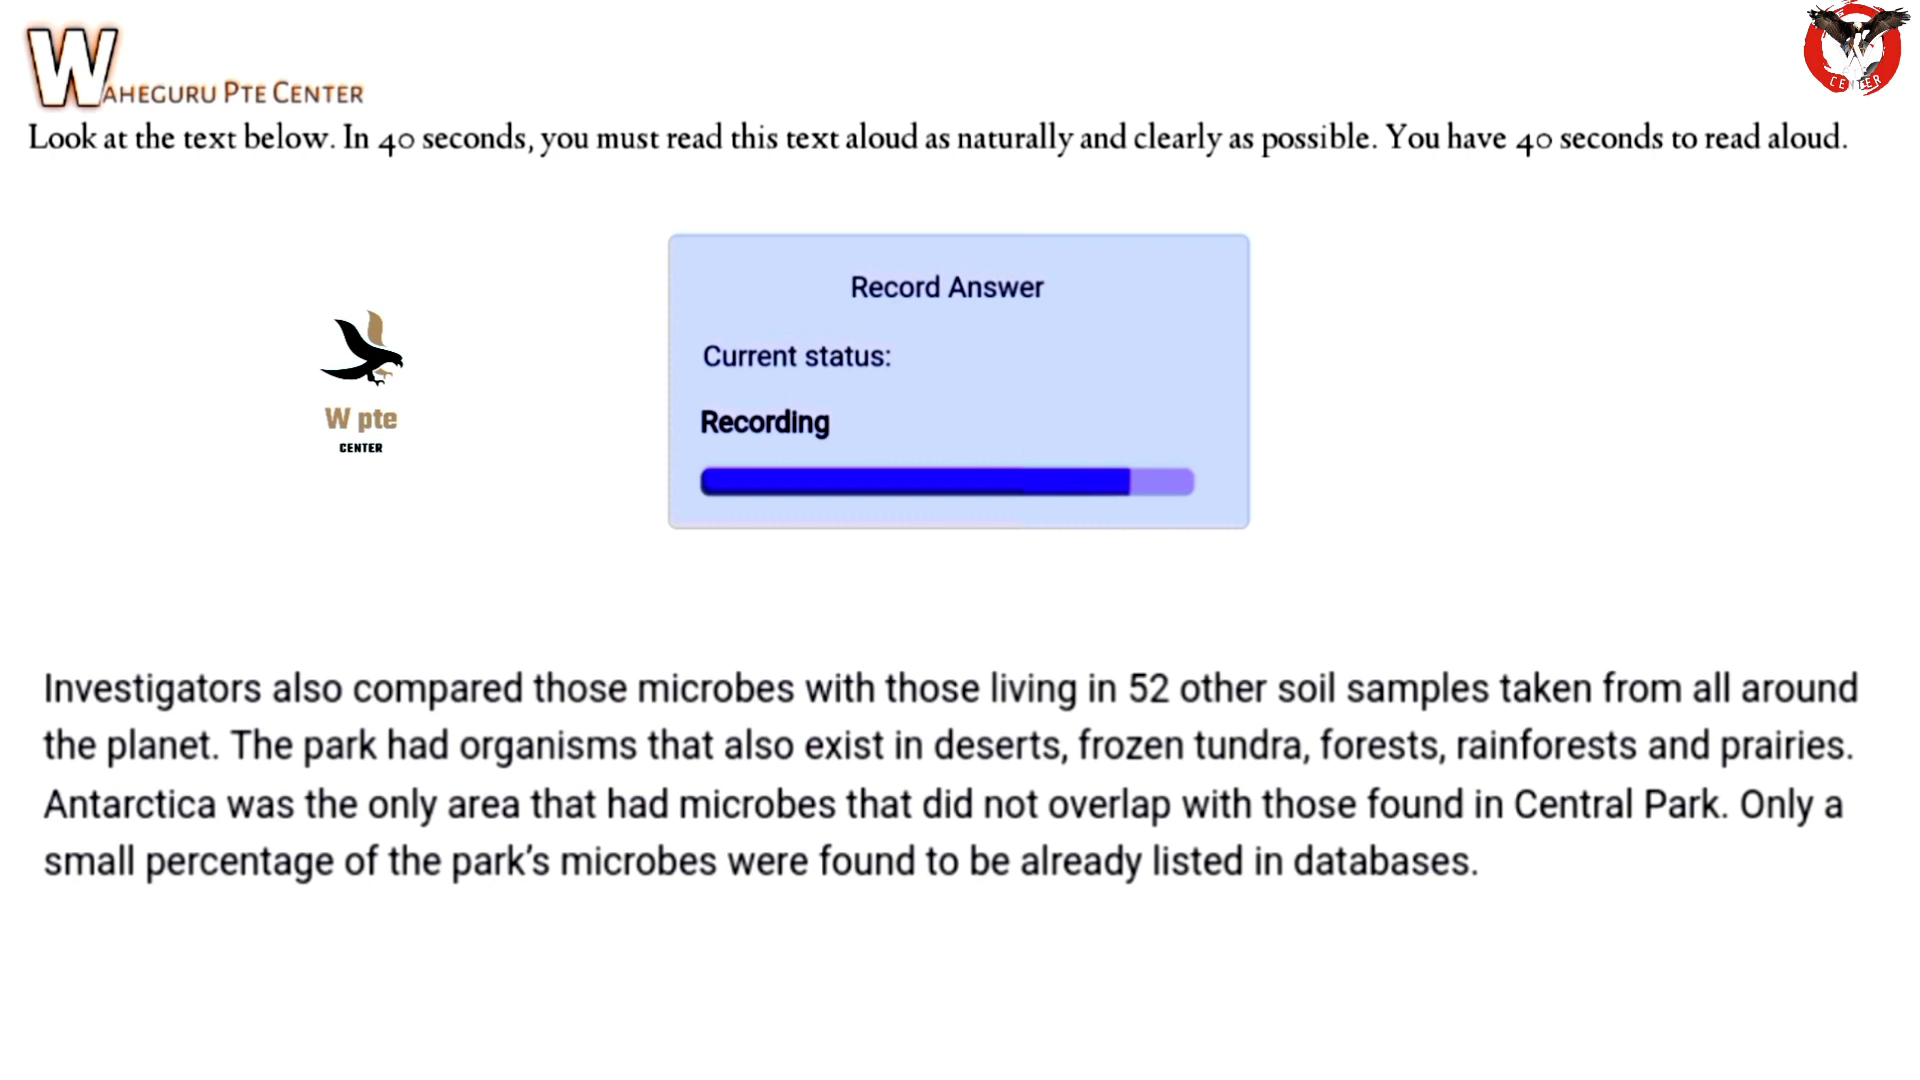 WAHEGURU PTE CENTER
CENTER
Look at the text below. In 40 seconds, you must read this text aloud as naturally and clearly as possible. You have 40 seconds to read aloud.
Record Answer
Current status:
Recording
W pte
CENTER
Investigators also compared those microbes with those living in 52 other soil samples taken from all around
the planet. The park had organisms that also exist in deserts, frozen tundra, forests, rainforests and prairies.
Antarctica was the only area that had microbes that did not overlap with those found in Central Park. Only a
small percentage of the park’s microbes were found to be already listed in databases.